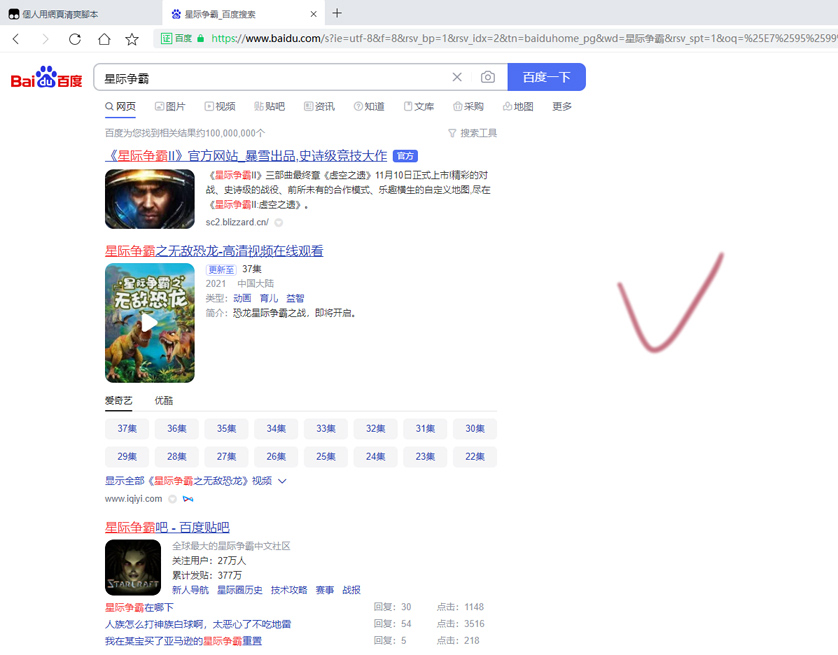 個人用網頁清爽腳本
星际争霸_百度搜索
证 百度 https://www.baidu.com/s?ie=utf-8&f=8&rsv_bp=1&rsv_idx=2&tn=baiduhome_pg&wd=星际争霸&rsv_spt=1&oq=%25E7%2595%2599
Bai du 百度
星际争霸
百度一下
网页 图片 视频 贴吧 资讯 知道 文库 采购 地图 更多
百度为您找到相关结果约100,000,000个
搜索工具
《星际争霸II》官方网站_暴雪出品,史诗级竞技大作 官方
《星际争霸II》三部曲最终章《虚空之遗》11月10日正式上市!精彩的对
战、史诗级的战役、前所未有的合作模式、乐趣横生的自定义地图,尽在
《星际争霸II:虚空之遗》。
sc2.blizzard.cn/
星际争霸之无敌恐龙-高清视频在线观看
星际争霸之
无敌恐龙
更新至 37集
2021 中国大陆
类型: 动画 育儿 益智
简介: 恐龙星际争霸之战，即将开启。
爱奇艺 优酷
37集 36集 35集 34集 33集 32集 31集 30集
29集 28集 27集 26集 25集 24集 23集 22集
显示全部《星际争霸之无敌恐龙》视频
www.iqiyi.com
星际争霸吧 - 百度贴吧
STARCRAFT
全球最大的星际争霸中文社区
关注用户：27万人
累计发贴：377万
新人导航 星际圈历史 技术攻略 赛事 战报
星际争霸在哪下 回复：30 点击：1148
人族怎么打神族白球啊，太恶心了不吃地雷 回复：54 点击：3516
我在某宝买了亚马逊的星际争霸重置 回复：5 点击：218